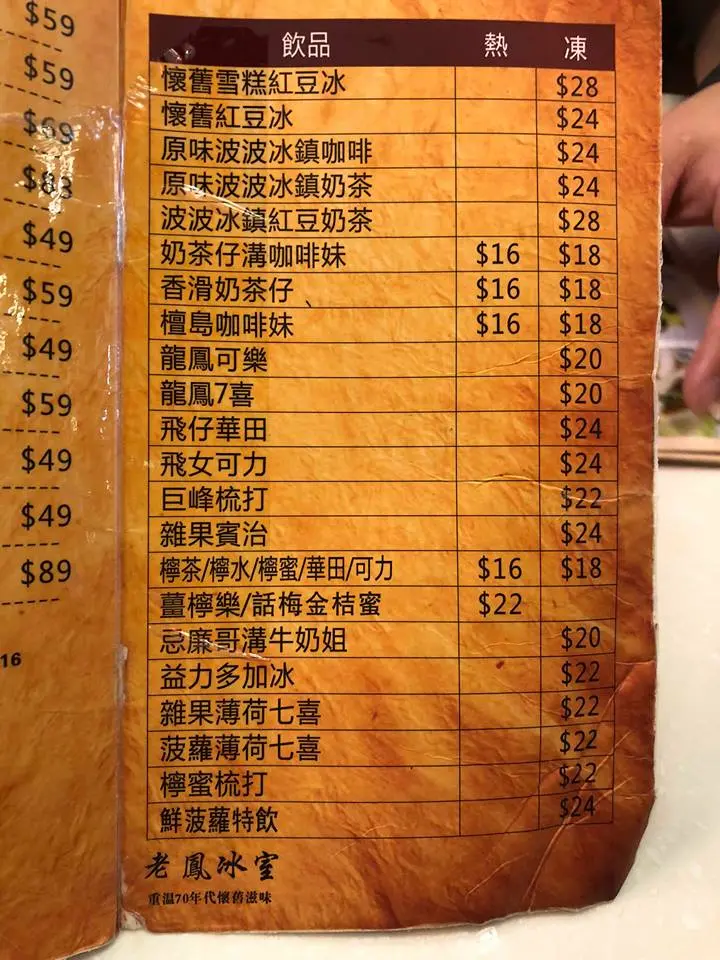 $59
$59
$69
$88
$49
$59
$49
$59
$49
$49
$89
16
飲品 熱 凍
懷舊雪糕紅豆冰 $28
懷舊紅豆冰 $24
原味波波冰鎮咖啡 $24
原味波波冰鎮奶茶 $24
波波冰鎮紅豆奶茶 $28
奶茶仔溝咖啡妹 $16 $18
香滑奶茶仔 $16 $18
檀島咖啡妹 $16 $18
龍鳳可樂 $20
龍鳳7喜 $20
飛仔華田 $24
飛女可力 $24
巨峰梳打 $22
雜果賓治 $24
檸茶/檸水/檸蜜/華田/可力 $16 $18
薑檸樂/話梅金桔蜜 $22
忌廉哥溝牛奶姐 $20
益力多加冰 $22
雜果薄荷七喜 $22
菠蘿薄荷七喜 $22
檸蜜梳打 $22
鮮菠蘿特飲 $24
老鳳冰室
重溫70年代懷舊滋味